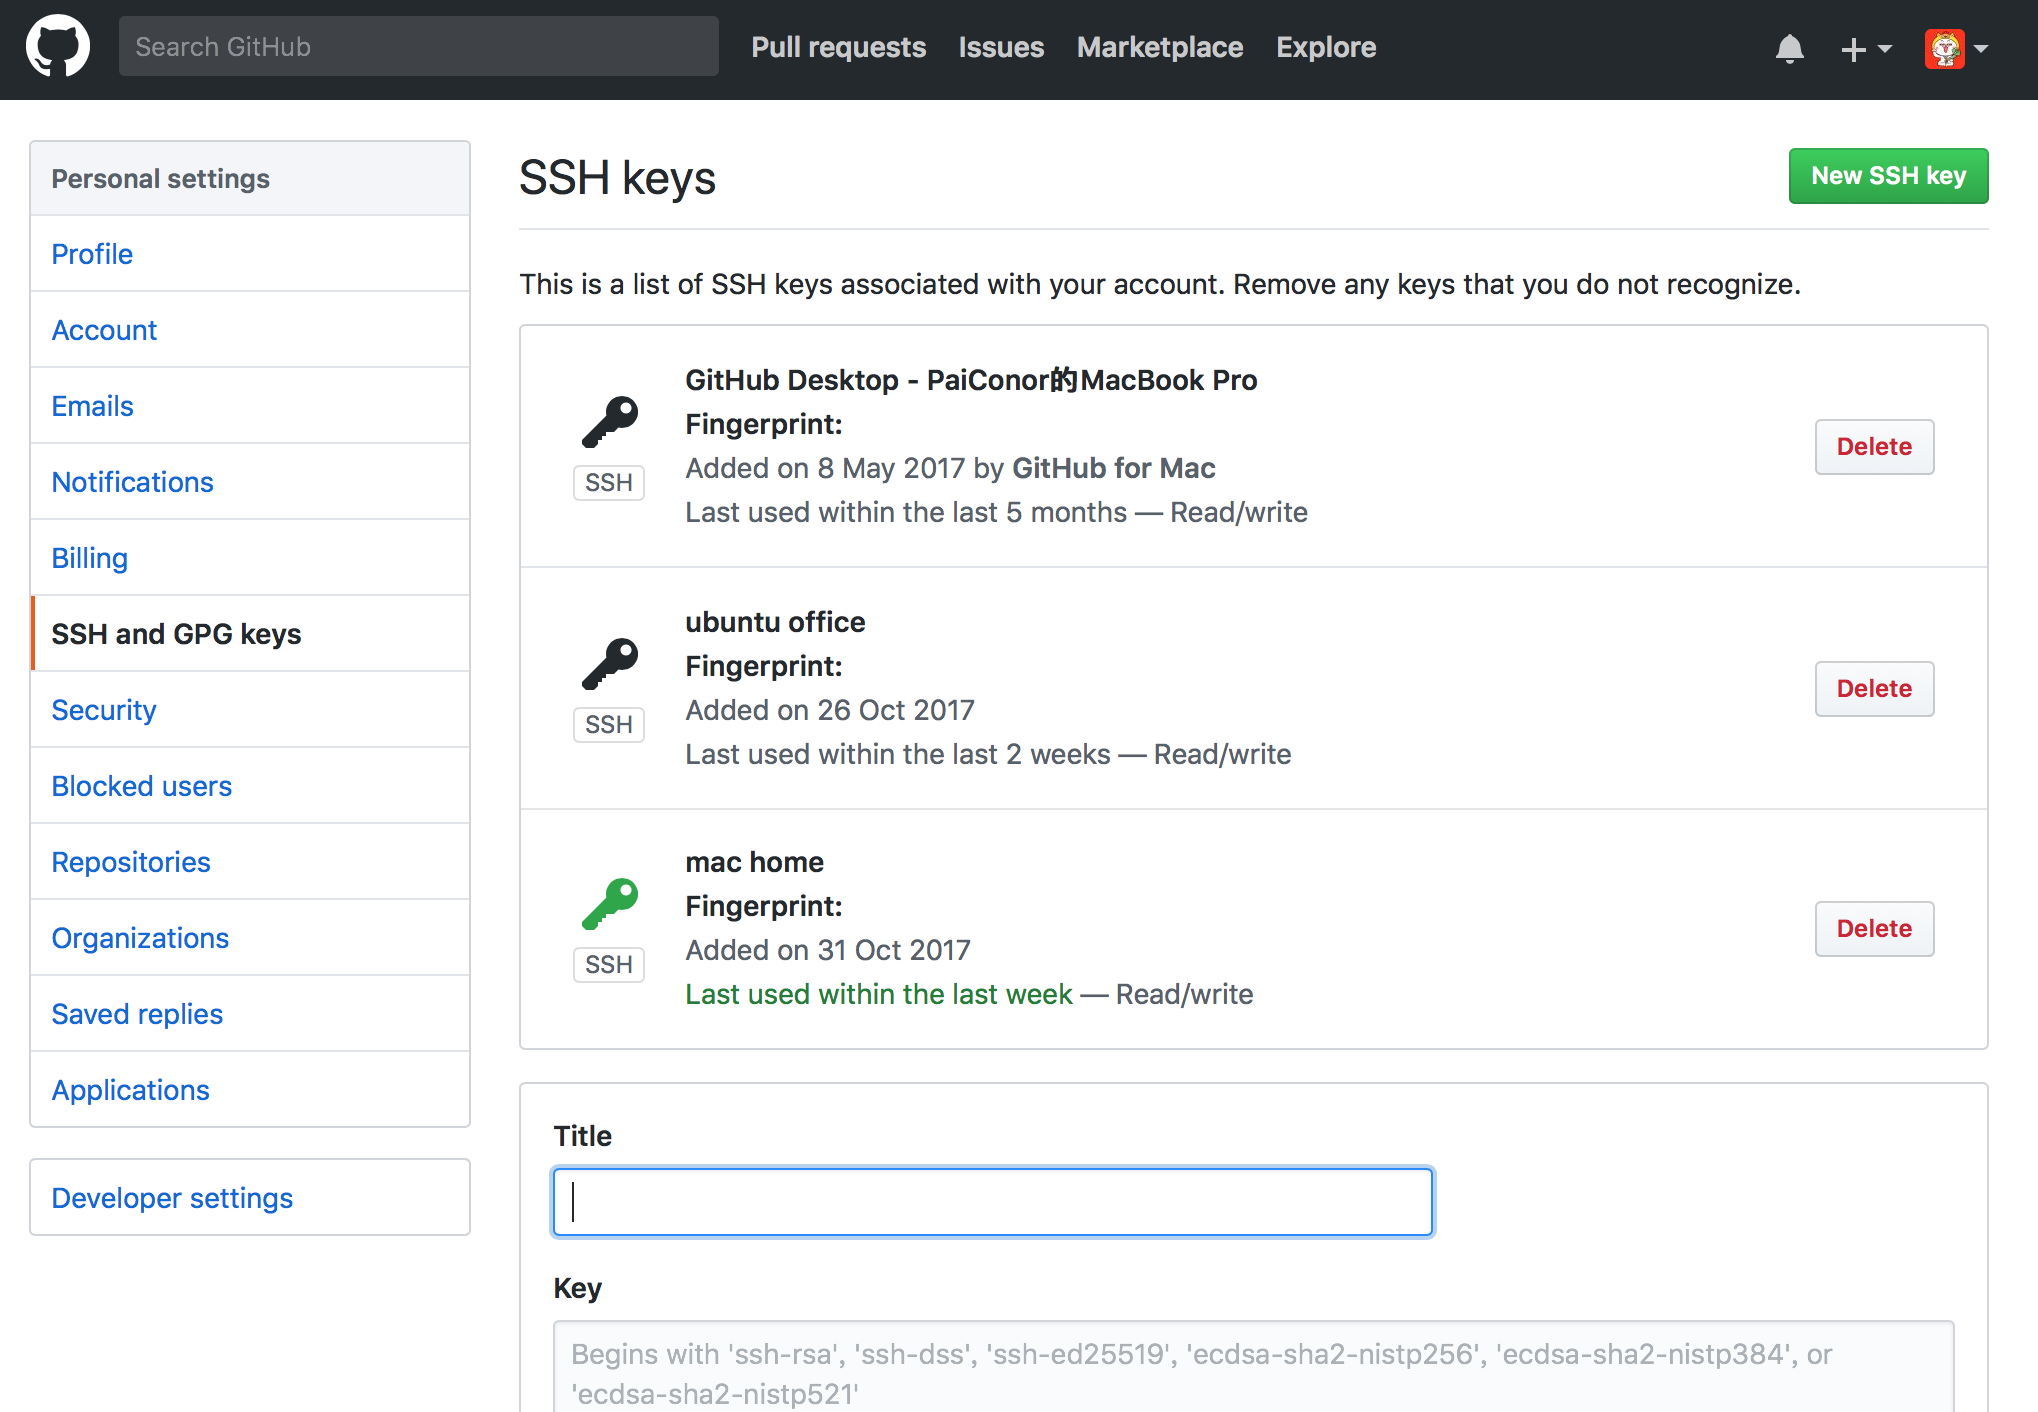 Search GitHub
Pull requests Issues Marketplace Explore
Personal settings
Profile
Account
Emails
Notifications
Billing
SSH and GPG keys
Security
Blocked users
Repositories
Organizations
Saved replies
Applications
Developer settings
SSH keys
New SSH key
This is a list of SSH keys associated with your account. Remove any keys that you do not recognize.
SSH
GitHub Desktop - PaiConor的MacBook Pro
Fingerprint:
Added on 8 May 2017 by GitHub for Mac
Last used within the last 5 months — Read/write
Delete
SSH
ubuntu office
Fingerprint:
Added on 26 Oct 2017
Last used within the last 2 weeks — Read/write
Delete
SSH
mac home
Fingerprint:
Added on 31 Oct 2017
Last used within the last week — Read/write
Delete
Title
Key
Begins with 'ssh-rsa', 'ssh-dss', 'ssh-ed25519', 'ecdsa-sha2-nistp256', 'ecdsa-sha2-nistp384', or
'ecdsa-sha2-nistp521'